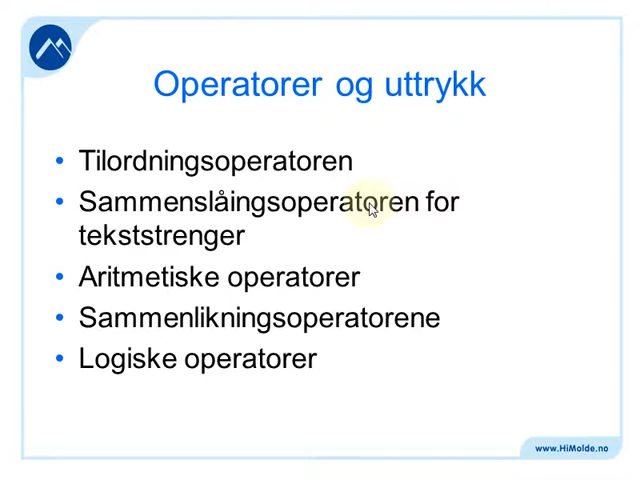 Operatorer og uttrykk
• Tilordningsoperatoren
• Sammenslåingsoperatoren for
tekststrenger
• Aritmetiske operatorer
• Sammenlikningsoperatorene
• Logiske operatorer
www.HiMolde.no